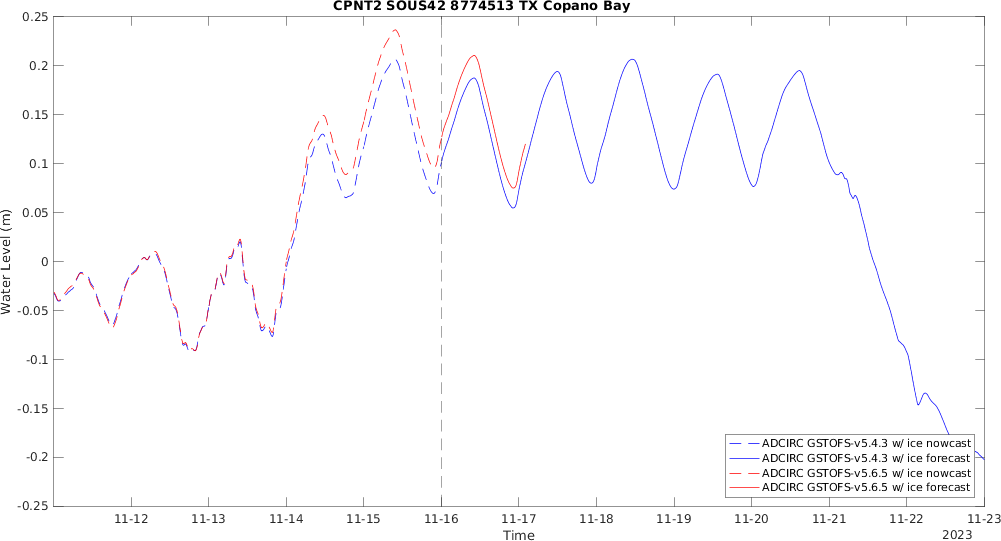 CPNT2 SOUS42 8774513 TX Copano Bay
0.25
0.2
0.15
0.1
0.05
0
-0.05
-0.1
-0.15
-0.2
-0.25
Water Level (m)
ADCIRC GSTOFS-v5.4.3 w/ ice nowcast
ADCIRC GSTOFS-v5.4.3 w/ ice forecast
ADCIRC GSTOFS-v5.6.5 w/ ice nowcast
ADCIRC GSTOFS-v5.6.5 w/ ice forecast
11-12 11-13 11-14 11-15 11-16 11-17 11-18 11-19 11-20 11-21 11-22 11-23
Time
2023